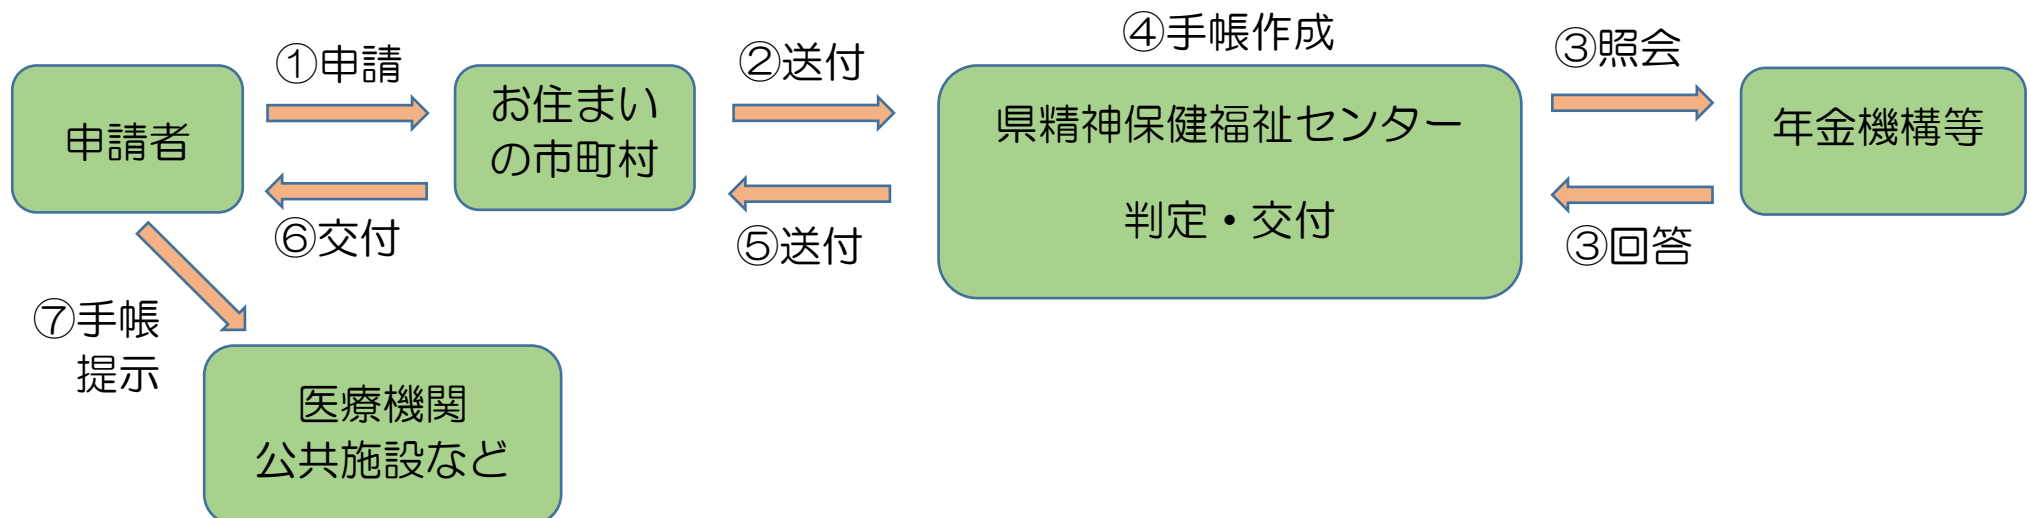 ④手帳作成
①申請
②送付
③照会
申請者
お住まい
の市町村
県精神保健福祉センター
判定・交付
年金機構等
⑥交付
⑤送付
③回答
⑦手帳
提示
医療機関
公共施設など